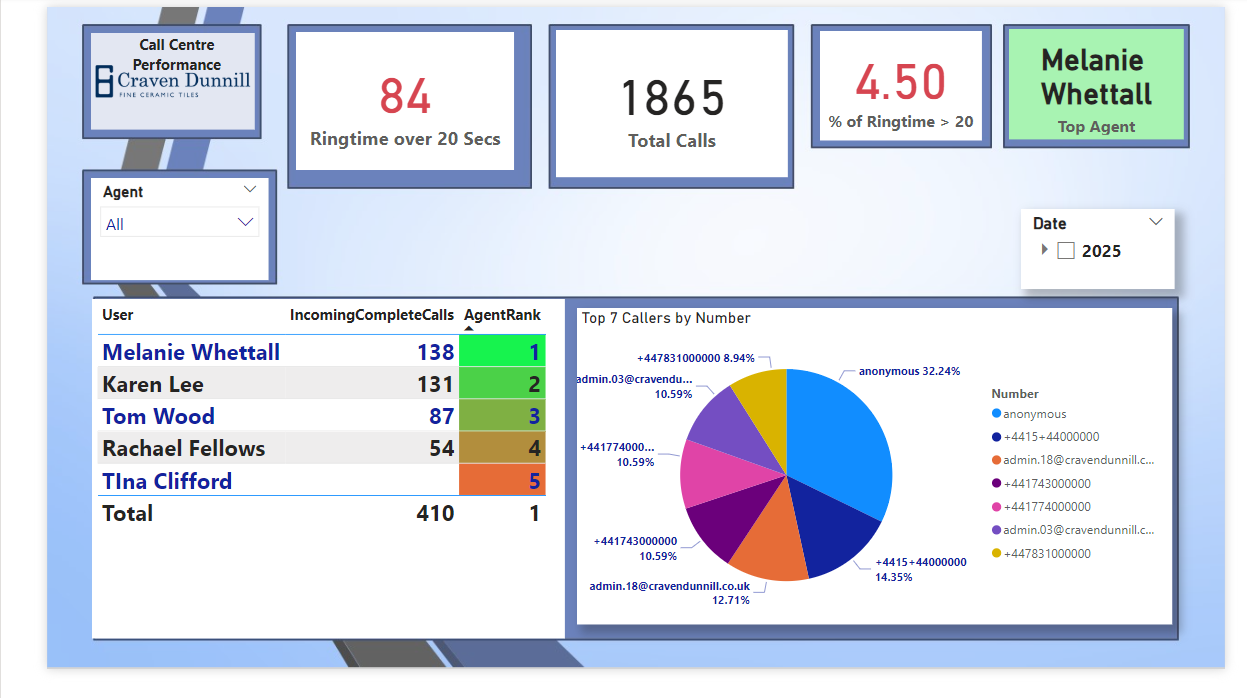 Call Centre
Performance
Craven Dunnill
FINE CERAMIC TILES
84
Ringtime over 20 Secs
1865
Total Calls
4.50
% of Ringtime > 20
Melanie
Whettall
Top Agent
Agent
All
Date
2025
User IncomingCompleteCalls AgentRank
Melanie Whettall 138 1
Karen Lee 131 2
Tom Wood 87 3
Rachael Fellows 54 4
TIna Clifford 5
Total 410 1
Top 7 Callers by Number
+447831000000 8.94%
anonymous 32.24%
admin.03@cravendu...
10.59%
+441774000...
10.59%
+441743000000
10.59%
admin.18@cravendunnill.co.uk
12.71%
+4415+44000000
14.35%
Number
anonymous
+4415+44000000
admin.18@cravendunnill.c...
+441743000000
+441774000000
admin.03@cravendunnill.c...
+447831000000